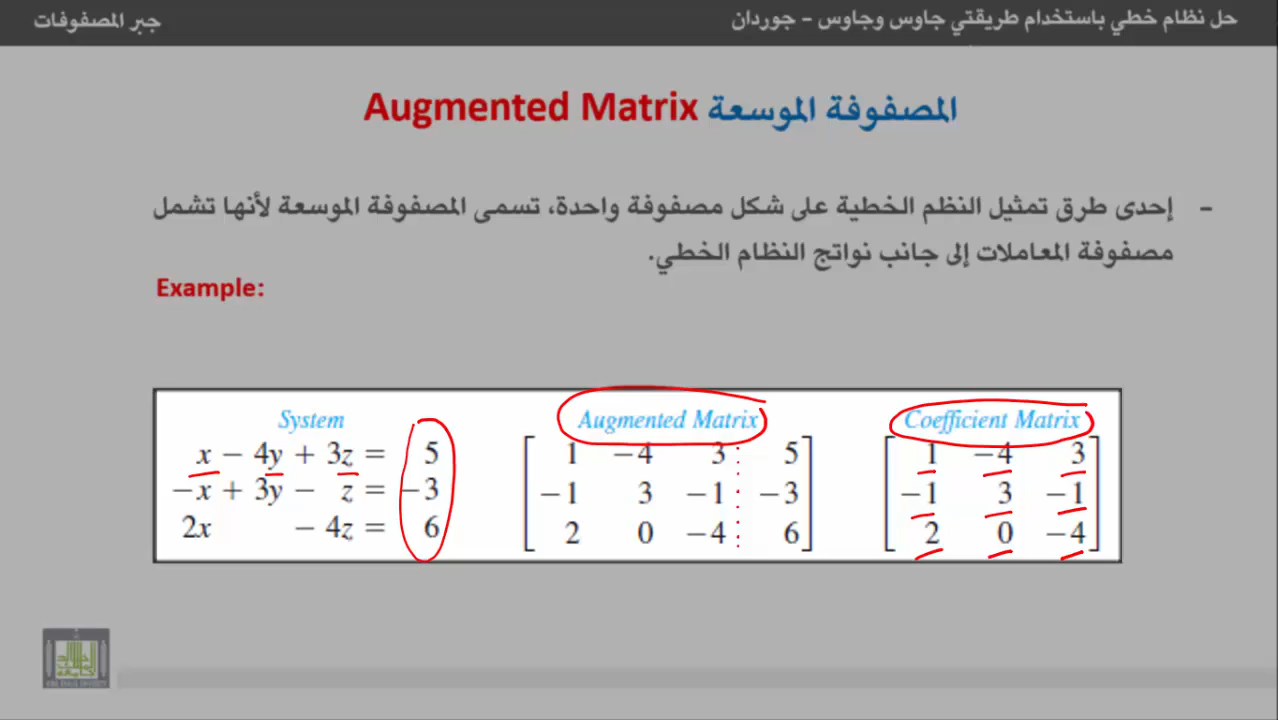 حل نظام خطي باستخدام طريقتي جاوس وجاوس – جوردان
جبر المصفوفات
المصفوفة الموسعة Augmented Matrix
- إحدى طرق تمثيل النظم الخطية على شكل مصفوفة واحدة، تسمى المصفوفة الموسعة لأنها تشمل
مصفوفة المعاملات إلى جانب نواتج النظام الخطي.
Example:
System
x − 4y + 3z = 5
−x + 3y − z = −3
2x − 4z = 6
Augmented Matrix
1 −4 3 5
−1 3 −1 −3
2 0 −4 6
Coefficient Matrix
1 −4 3
−1 3 −1
2 0 −4